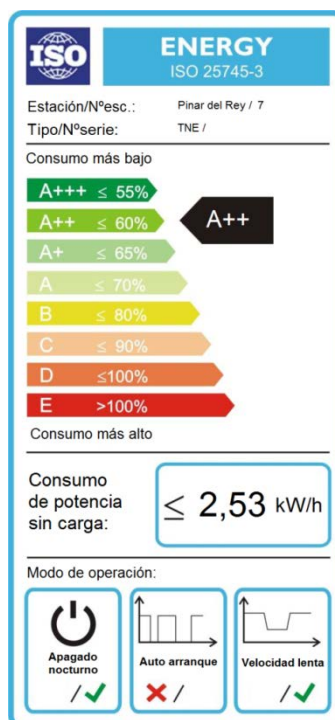 ISO
ENERGY
ISO 25745-3
Estación/Nºesc.: Pinar del Rey / 7
Tipo/Nºserie: TNE /
Consumo más bajo
A+++ ≤ 55%
A++ ≤ 60%
A++
A+ ≤ 65%
A ≤ 70%
B ≤ 80%
C ≤ 90%
D ≤100%
E >100%
Consumo más alto
Consumo
de potencia
sin carga:
≤ 2,53 kW/h
Modo de operación:
Apagado
nocturno
/✓
Auto arranque
✗ /
Velocidad lenta
/✓